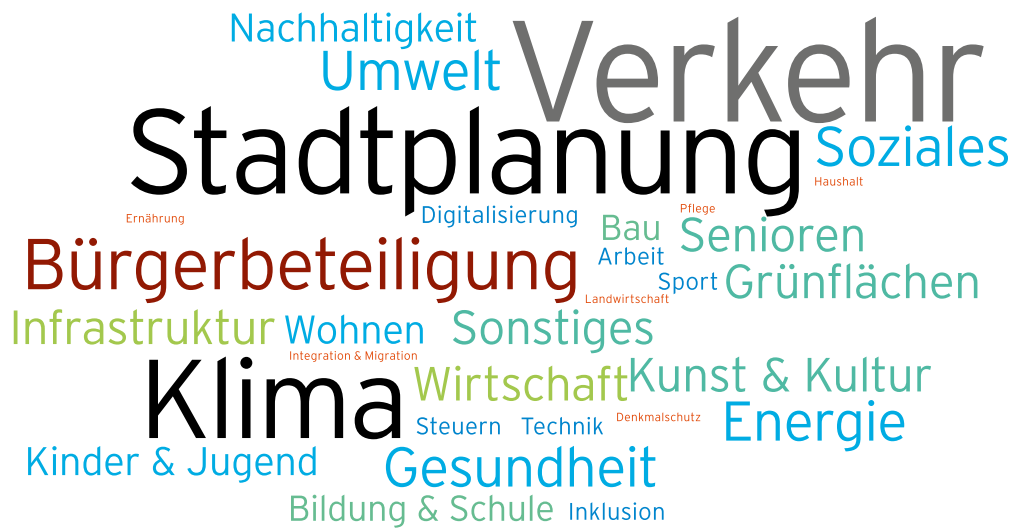 Nachhaltigkeit
Verkehr
Umwelt
Stadtplanung
Soziales
Haushalt
Ernährung
Digitalisierung
Pflege
Bau
Senioren
Bürgerbeteiligung
Arbeit
Sport
Grünflächen
Landwirtschaft
Infrastruktur
Wohnen
Sonstiges
Integration & Migration
Klima
Wirtschaft
Kunst & Kultur
Steuern
Technik
Denkmalschutz
Energie
Kinder & Jugend
Gesundheit
Bildung & Schule
Inklusion